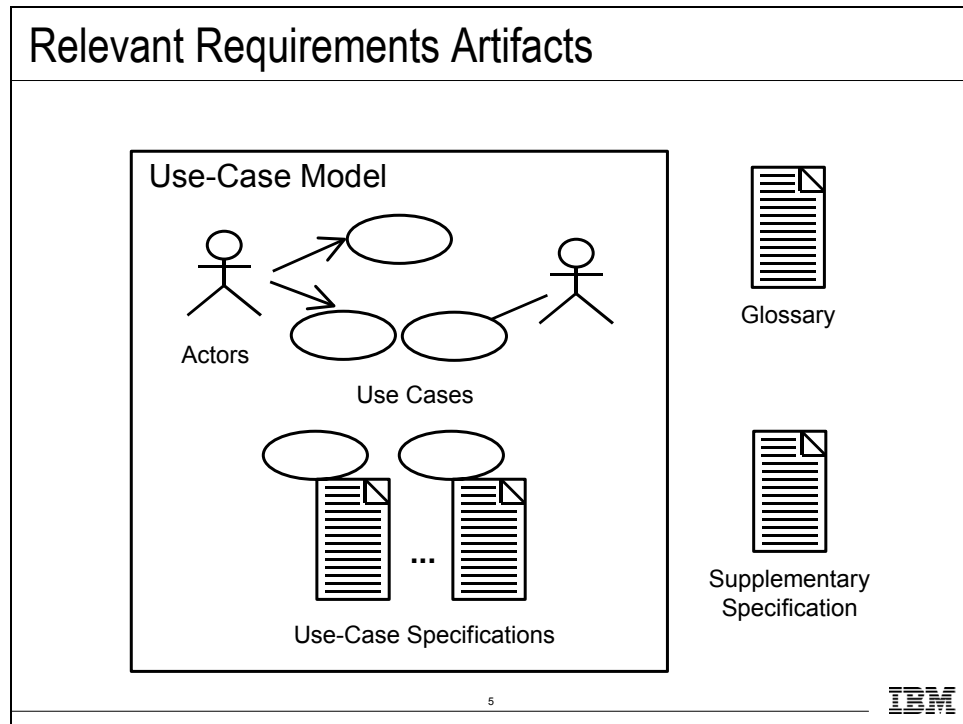 Relevant Requirements Artifacts
Use-Case Model
Actors
Use Cases
...
Use-Case Specifications
Glossary
Supplementary
Specification
5
IBM